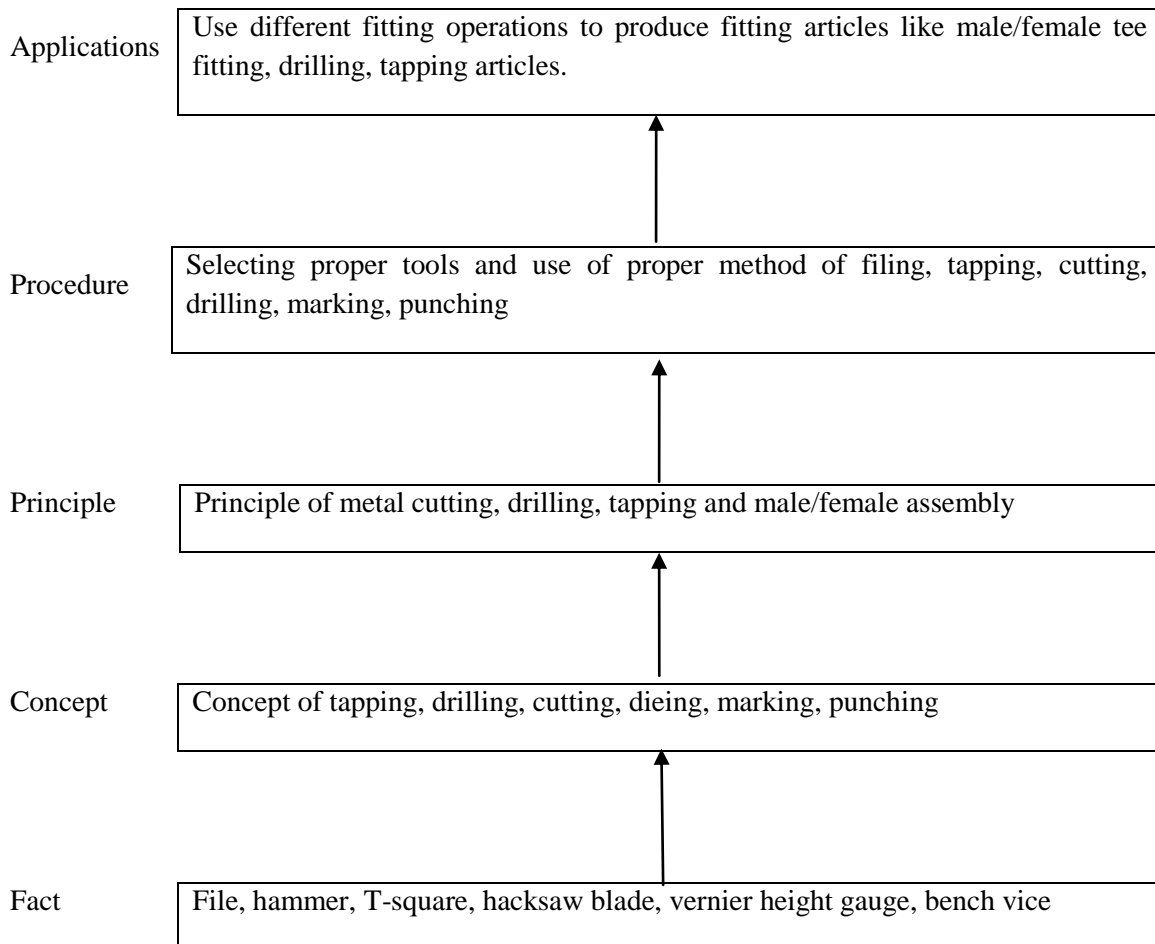 Applications
Use different fitting operations to produce fitting articles like male/female tee
fitting, drilling, tapping articles.
Procedure
Selecting proper tools and use of proper method of filing, tapping, cutting,
drilling, marking, punching
Principle
Principle of metal cutting, drilling, tapping and male/female assembly
Concept
Concept of tapping, drilling, cutting, dieing, marking, punching
Fact
File, hammer, T-square, hacksaw blade, vernier height gauge, bench vice